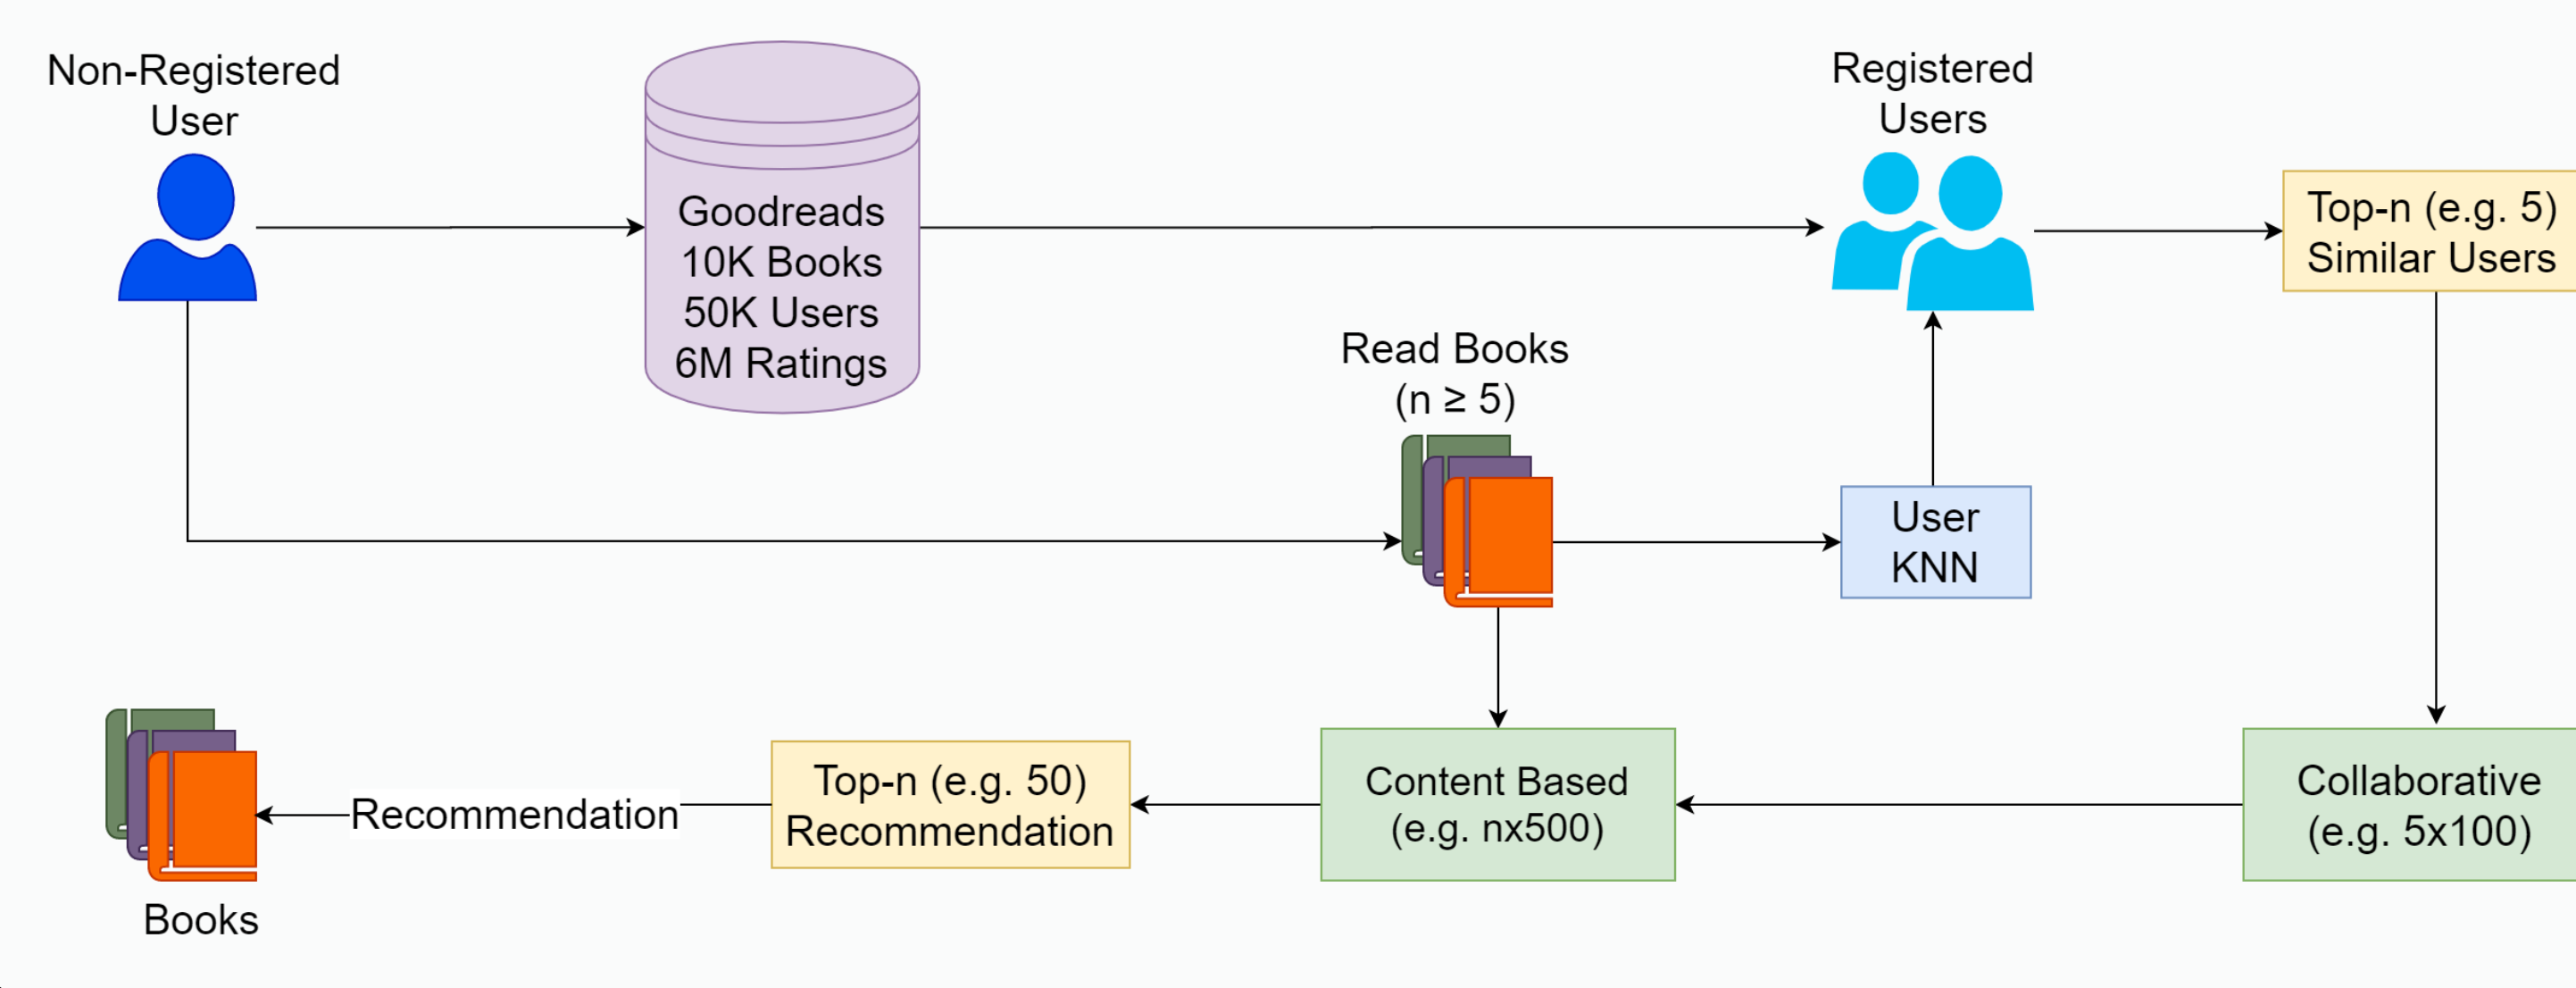 Non-Registered
User
Goodreads
10K Books
50K Users
6M Ratings
Registered
Users
Top-n (e.g. 5)
Similar Users
Read Books
(n ≥ 5)
User
KNN
Collaborative
(e.g. 5x100)
Content Based
(e.g. nx500)
Top-n (e.g. 50)
Recommendation
Recommendation
Books